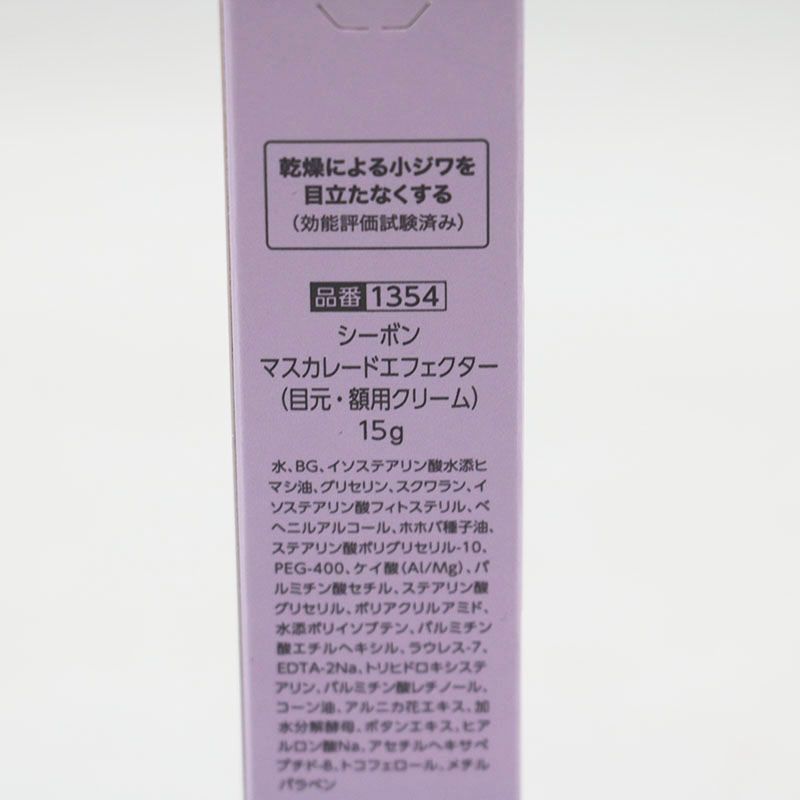 乾燥による小ジワを
目立たなくする
(効能評価試験済み)
品番 1354
シーボン
マスカレードエフェクター
(目元・額用クリーム)
15g
水、BG、イソステアリン酸水添ヒ
マシ油、グリセリン、スクワラン、イ
ソステアリン酸フィトステリル、ベ
ヘニルアルコール、ホホバ種子油、
ステアリン酸ポリグリセリル-10、
PEG-400、ケイ酸(Al/Mg)、パ
ルミチン酸セチル、ステアリン酸
グリセリル、ポリアクリルアミド、
水添ポリイソブテン、パルミチン
酸エチルヘキシル、ラウレス-7、
EDTA-2Na、トリヒドロキシステ
アリン、パルミチン酸レチノール、
コーン油、アルニカ花エキス、加
水分解酵母、ボタンエキス、ヒア
ルロン酸Na、アセチルヘキサペ
プチド-8、トコフェロール、メチル
パラベン